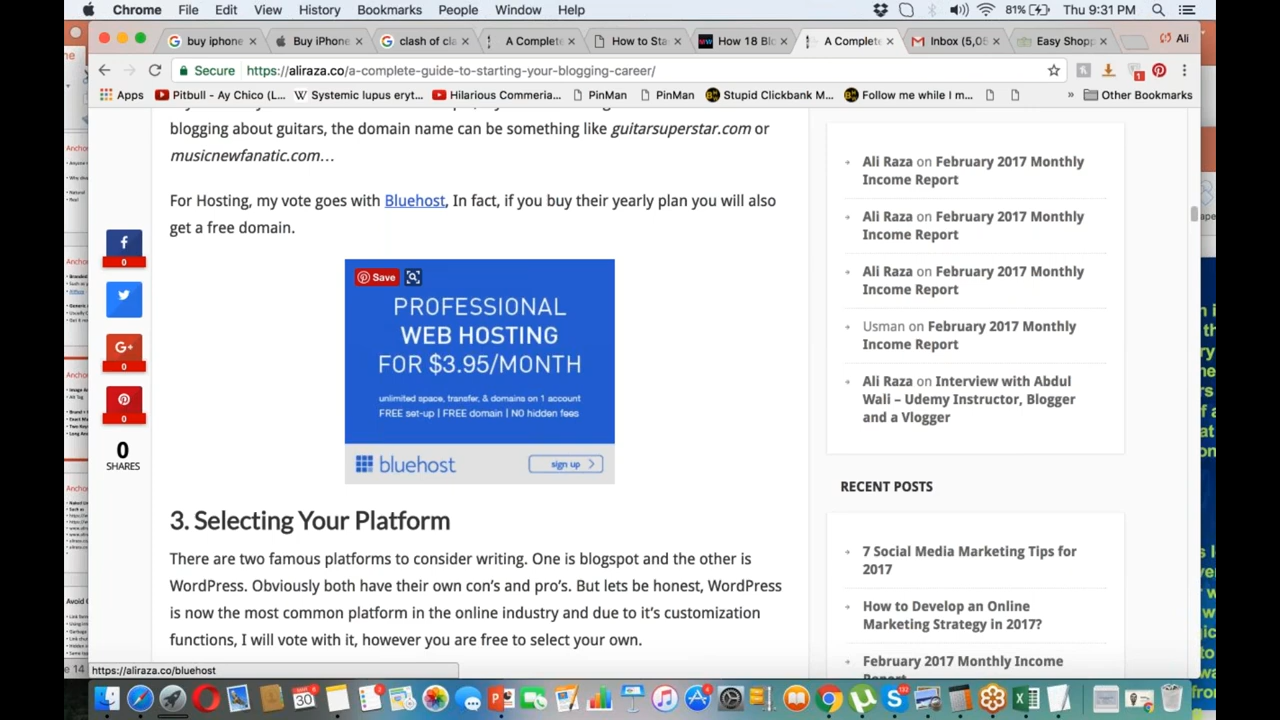 Chrome File Edit View History Bookmarks People Window Help
81% Thu 9:31 PM
buy iphone
Buy iPhone
clash of cla
Complete
How to Sta
How 18 B
A Complet
Inbox (5,05
Easy Shopp
Ali
Secure https://aliraza.co/a-complete-guide-to-starting-your-blogging-career/
1
Apps
Pitbull - Ay Chico (L...
Systemic lupus eryt...
Hilarious Commeria...
PinMan
PinMan
Stupid Clickbank M...
Follow me while I m...
»
Other Bookmarks
blogging about guitars, the domain name can be something like guitarsuperstar.com or
musicnewfanatic.com…
For Hosting, my vote goes with Bluehost, In fact, if you buy their yearly plan you will also
get a free domain.
0
0
0
0
SHARES
Save
PROFESSIONAL
WEB HOSTING
FOR $3.95/MONTH
unlimited space, transfer, & domains on 1 account
FREE set-up | FREE domain | NO hidden fees
bluehost
sign up
3. Selecting Your Platform
There are two famous platforms to consider writing. One is blogspot and the other is
WordPress. Obviously both have their own con's and pro's. But lets be honest, WordPress
is now the most common platform in the online industry and due to it's customization
functions, I will vote with it, however you are free to select your own.
Ali Raza on February 2017 Monthly
Income Report
Ali Raza on February 2017 Monthly
Income Report
Ali Raza on February 2017 Monthly
Income Report
Usman on February 2017 Monthly
Income Report
Ali Raza on Interview with Abdul
Wali – Udemy Instructor, Blogger
and a Vlogger
RECENT POSTS
7 Social Media Marketing Tips for
2017
How to Develop an Online
Marketing Strategy in 2017?
February 2017 Monthly Income
https://aliraza.co/bluehost